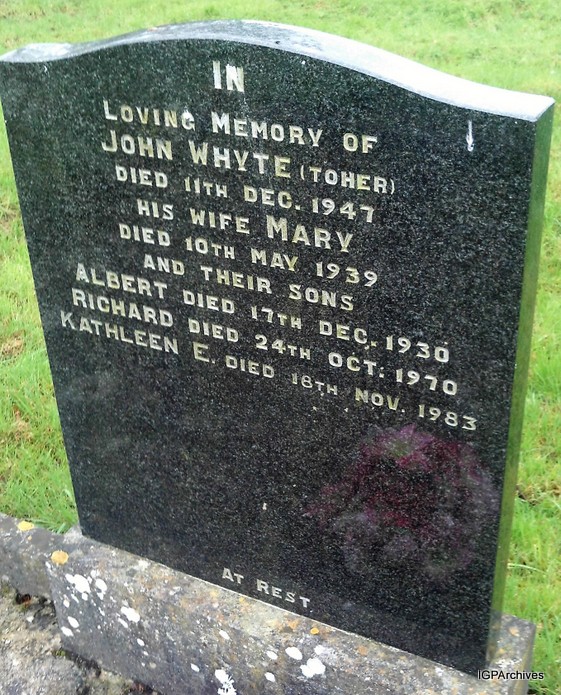 IN
LOVING MEMORY OF
JOHN WHYTE (TOHER)
DIED 11TH DEC. 1947
HIS WIFE MARY
DIED 10TH MAY 1939
AND THEIR SONS
ALBERT DIED 17TH DEC. 1930
RICHARD DIED 24TH OCT. 1970
KATHLEEN E. DIED 18TH NOV. 1983
AT REST
IGPArchives